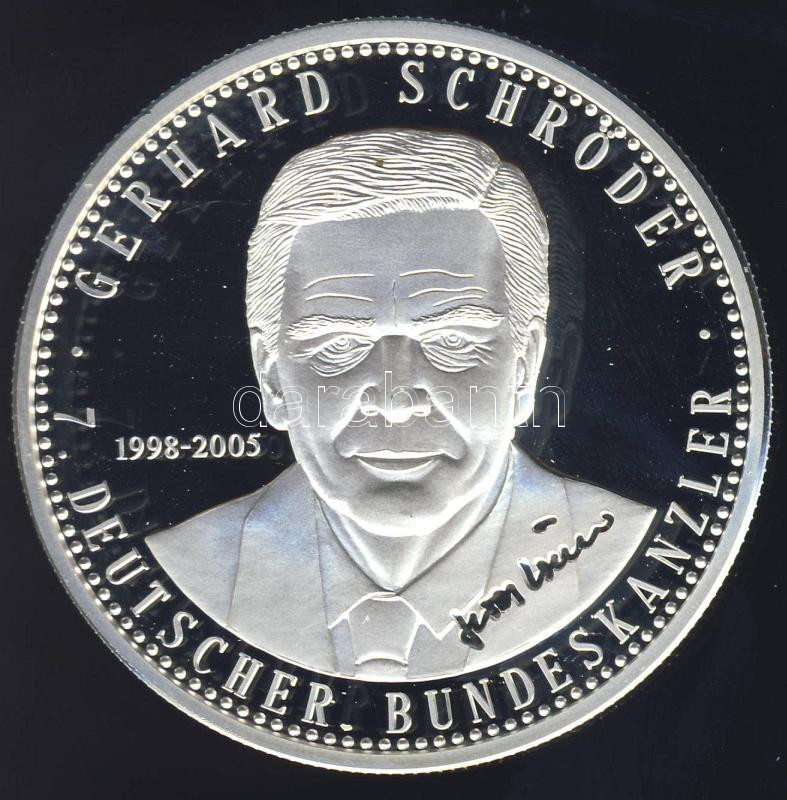 · GERHARD SCHRÖDER ·
7. DEUTSCHER BUNDESKANZLER
1998-2005
darabanth